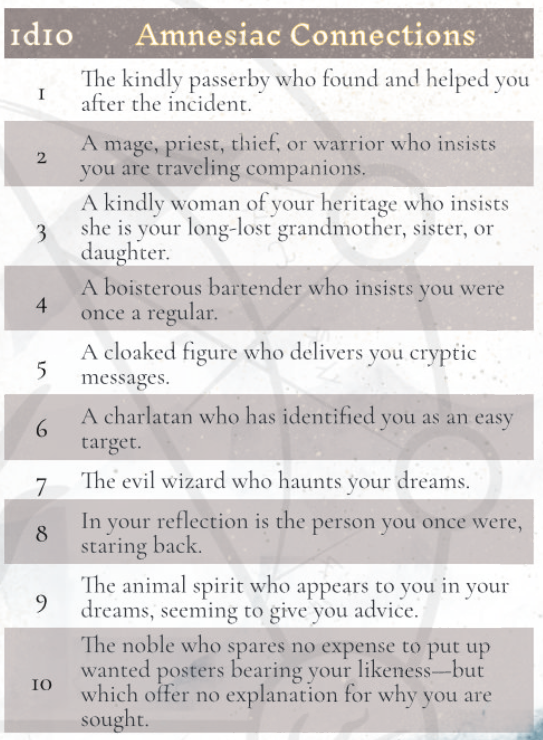 1d10 Amnesiac Connections
1 The kindly passerby who found and helped you
after the incident.
2 A mage, priest, thief, or warrior who insists
you are traveling companions.
A kindly woman of your heritage who insists
3 she is your long-lost grandmother, sister, or
daughter.
4 A boisterous bartender who insists you were
once a regular.
5 A cloaked figure who delivers you cryptic
messages.
6 A charlatan who has identified you as an easy
target.
7 The evil wizard who haunts your dreams.
8 In your reflection is the person you once were,
staring back.
9 The animal spirit who appears to you in your
dreams, seeming to give you advice.
The noble who spares no expense to put up
wanted posters bearing your likeness—but
10 which offer no explanation for why you are
sought.